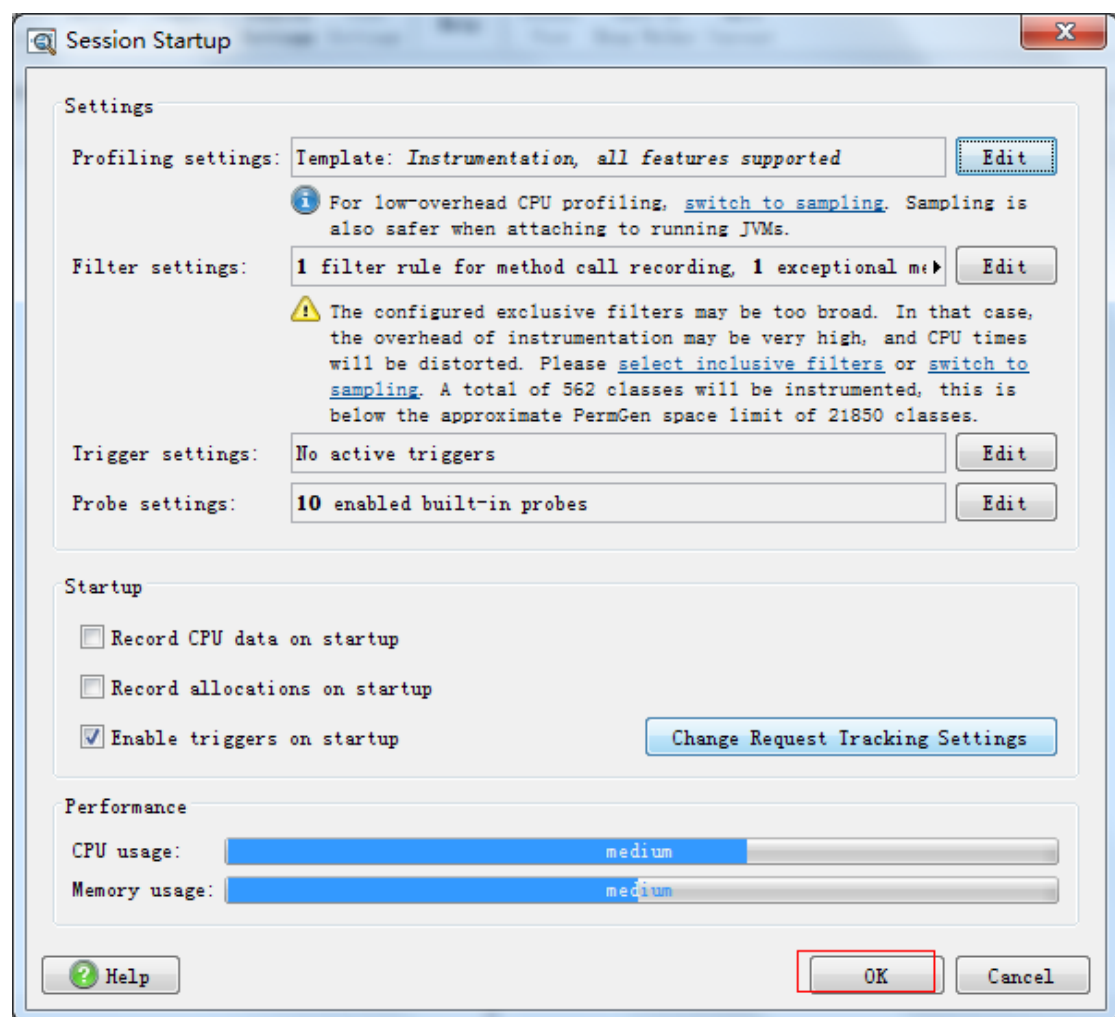 Session Startup
Settings
Profiling settings: Template: Instrumentation, all features supported Edit
For low-overhead CPU profiling, switch to sampling. Sampling is
also safer when attaching to running JVMs.
Filter settings: 1 filter rule for method call recording, 1 exceptional me Edit
The configured exclusive filters may be too broad. In that case,
the overhead of instrumentation may be very high, and CPU times
will be distorted. Please select inclusive filters or switch to
sampling. A total of 562 classes will be instrumented, this is
below the approximate PermGen space limit of 21850 classes.
Trigger settings: No active triggers Edit
Probe settings: 10 enabled built-in probes Edit
Startup
Record CPU data on startup
Record allocations on startup
Enable triggers on startup Change Request Tracking Settings
Performance
CPU usage: medium
Memory usage: medium
Help OK Cancel